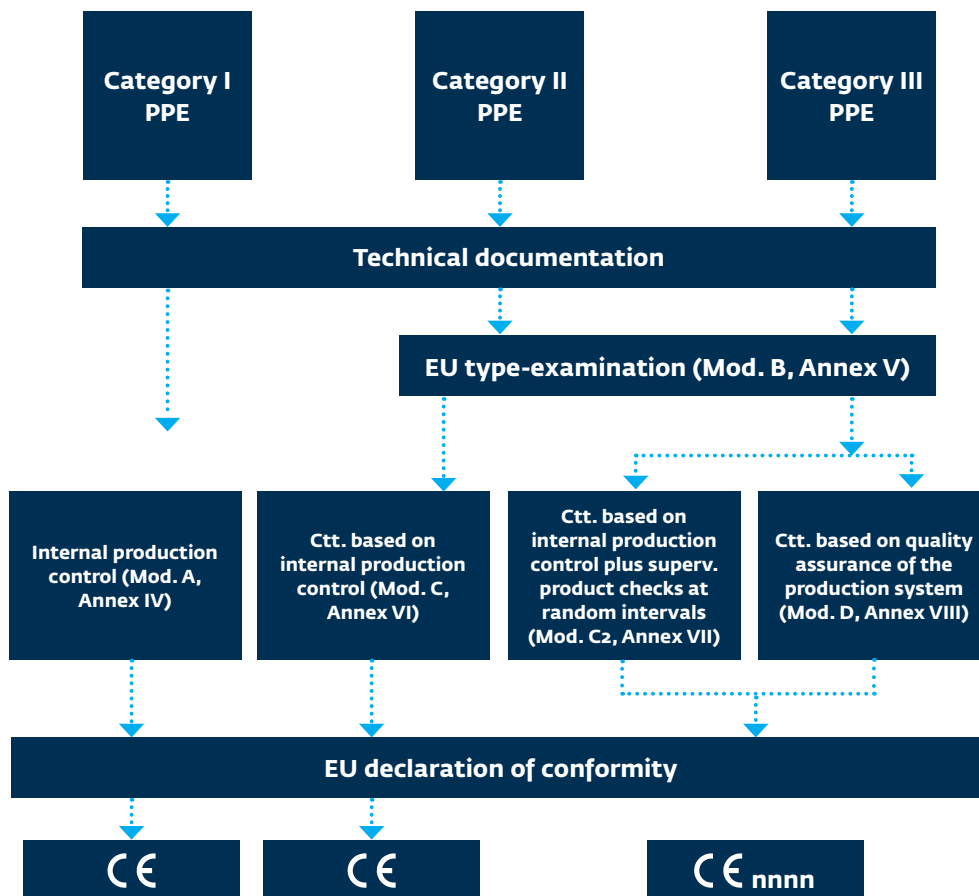 Category I
PPE
Category II
PPE
Category III
PPE
Technical documentation
EU type-examination (Mod. B, Annex V)
Internal production
control (Mod. A,
Annex IV)
Ctt. based on
internal production
control (Mod. C,
Annex VI)
Ctt. based on
internal production
control plus superv.
product checks at
random intervals
(Mod. C2, Annex VII)
Ctt. based on quality
assurance of the
production system
(Mod. D, Annex VIII)
EU declaration of conformity
CE
CE
CE nnnn